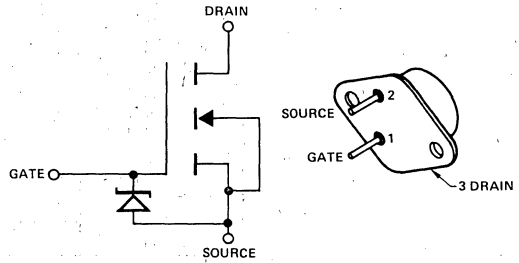 DRAIN
GATE
SOURCE
SOURCE
2
GATE
1
3 DRAIN